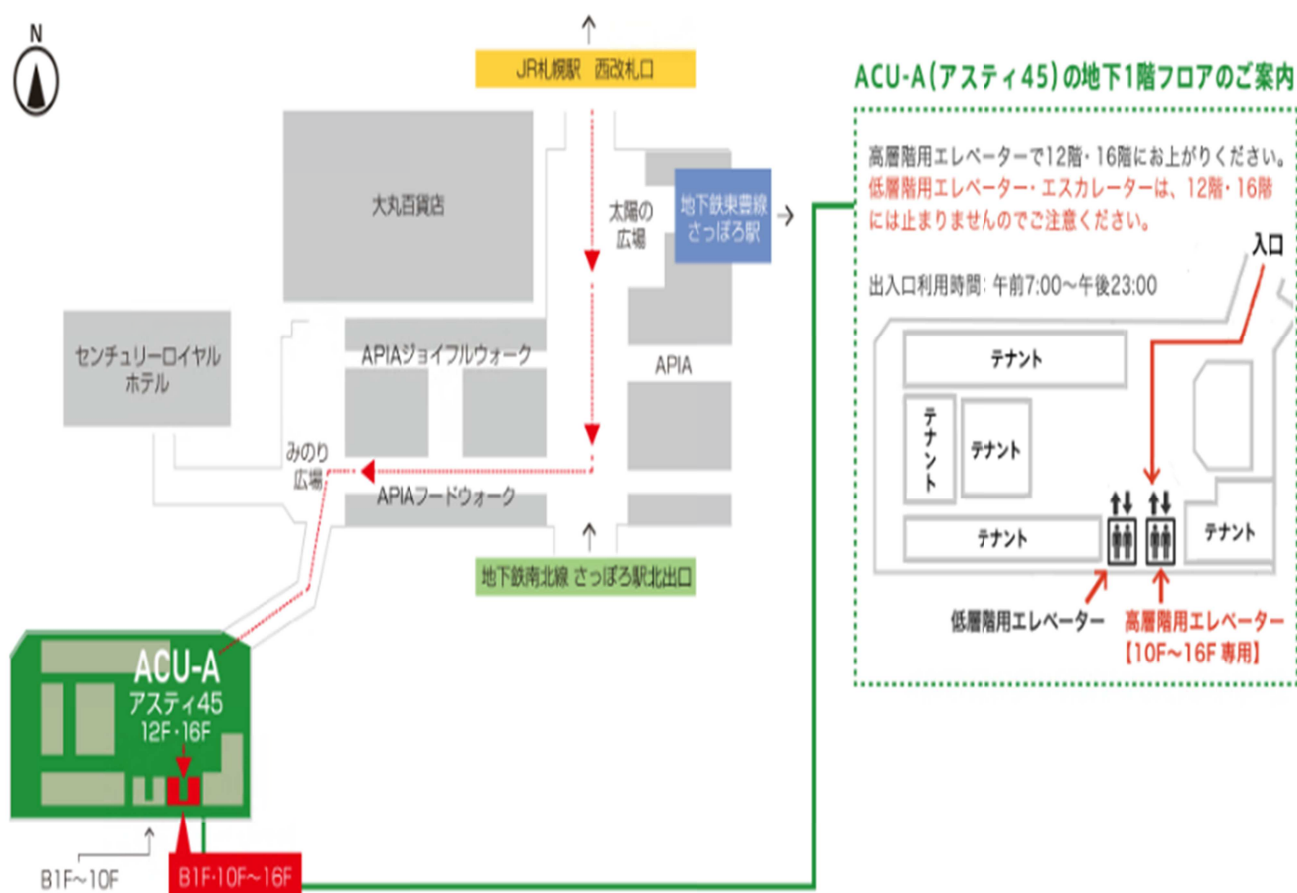 N
JR札幌駅 西改札口
大丸百貨店
太陽の
広場
地下鉄東豊線
さっぽろ駅
センチュリーロイヤル
ホテル
APIAジョイフルウォーク
APIA
みのり
広場
APIAフードウォーク
地下鉄南北線 さっぽろ駅北出口
ACU-A
アスティ45
12F・16F
B1F～10F
B1F・10F～16F
ACU-A(アスティ45)の地下1階フロアのご案内
高層階用エレベーターで12階・16階にお上がりください。
低層階用エレベーター・エスカレーターは、12階・16階
には止まりませんのでご注意ください。
入口
出入口利用時間: 午前7:00～午後23:00
テナント
テナント
テナント
テナント
テナント
低層階用エレベーター
高層階用エレベーター
【10F～16F 専用】